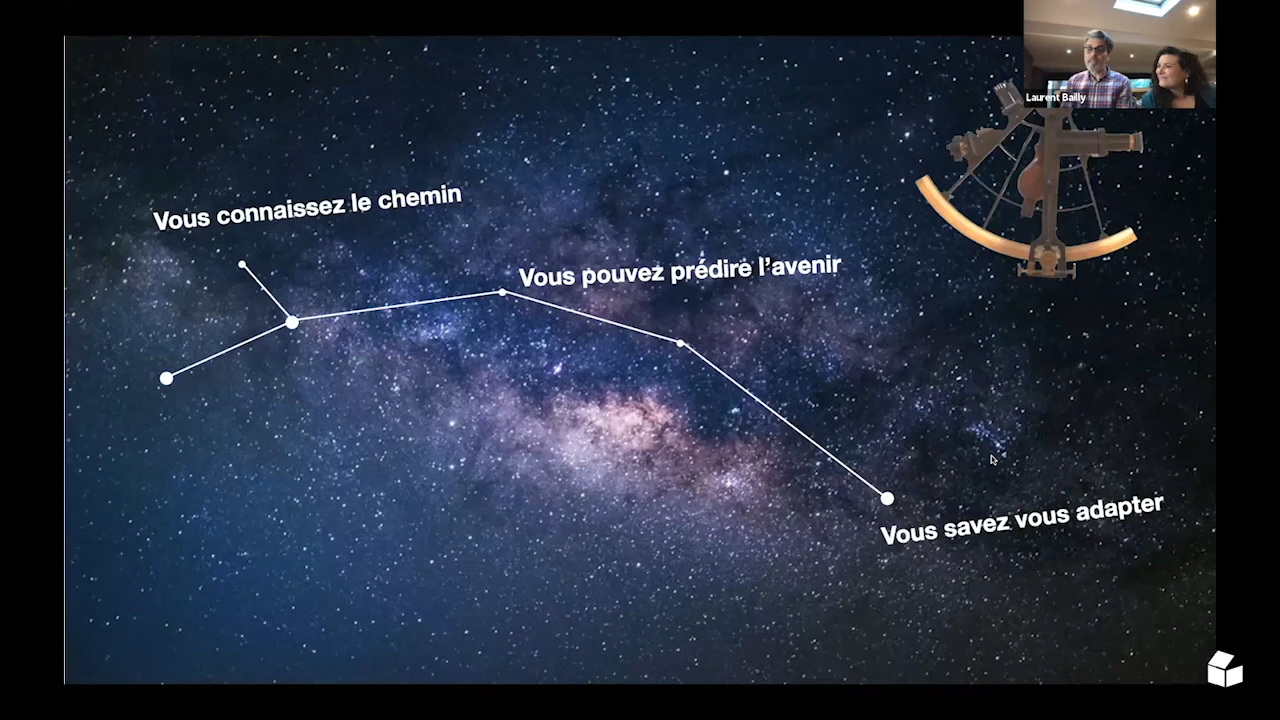 Laurent Bailly
Vous connaissez le chemin
Vous pouvez prédire l’avenir
Vous savez vous adapter